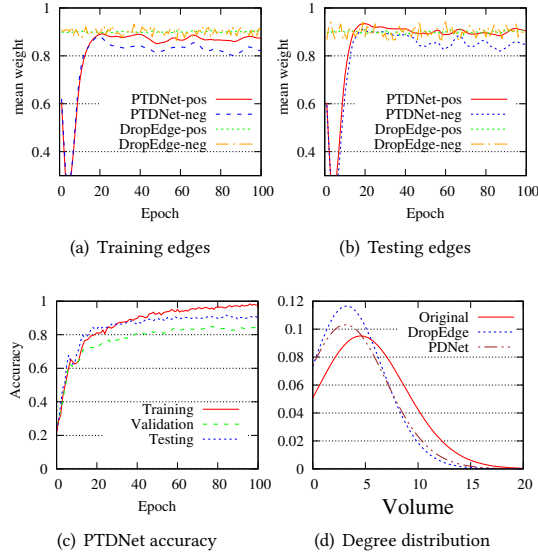 1
0.8
0.6
0.4
mean weight
PTDNet-pos
PTDNet-neg
DropEdge-pos
DropEdge-neg
0 20 40 60 80 100
Epoch
(a) Training edges
1
0.8
0.6
0.4
mean weight
PTDNet-pos
PTDNet-neg
DropEdge-pos
DropEdge-neg
0 20 40 60 80 100
Epoch
(b) Testing edges
1
0.8
0.6
0.4
0.2
0
Accuracy
Training
Validation
Testing
0 20 40 60 80 100
Epoch
(c) PTDNet accuracy
0.12
0.1
0.08
0.06
0.04
0.02
0
Original
DropEdge
PDNet
0 5 10 15 20
Volume
(d) Degree distribution